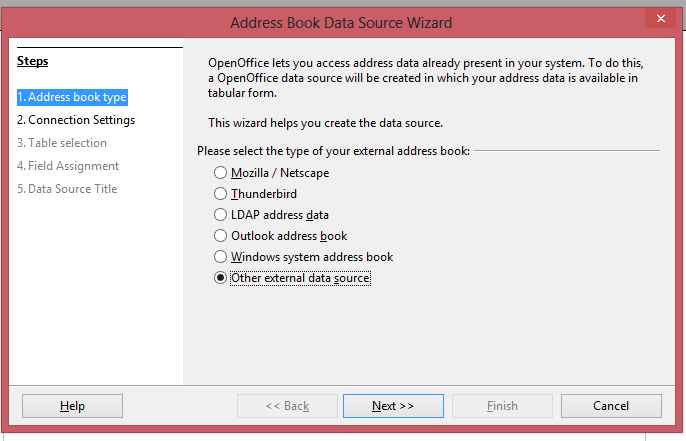 Address Book Data Source Wizard
Steps
1. Address book type
2. Connection Settings
3. Table selection
4. Field Assignment
5. Data Source Title
OpenOffice lets you access address data already present in your system. To do this,
a OpenOffice data source will be created in which your address data is available in
tabular form.
This wizard helps you create the data source.
Please select the type of your external address book:
Mozilla / Netscape
Thunderbird
LDAP address data
Outlook address book
Windows system address book
Other external data source
Help
<< Back
Next >>
Finish
Cancel